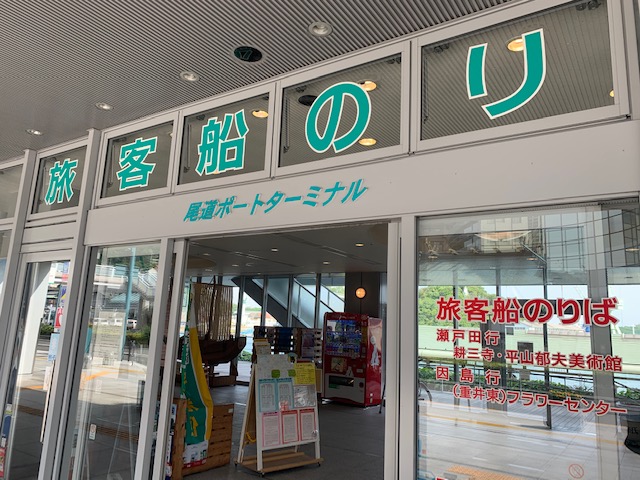 旅客船のり
尾道ポートターミナル
旅客船のりば
瀬戸田行
耕三寺・平山郁夫美術館
因島行
(重井東)フラワーセンター